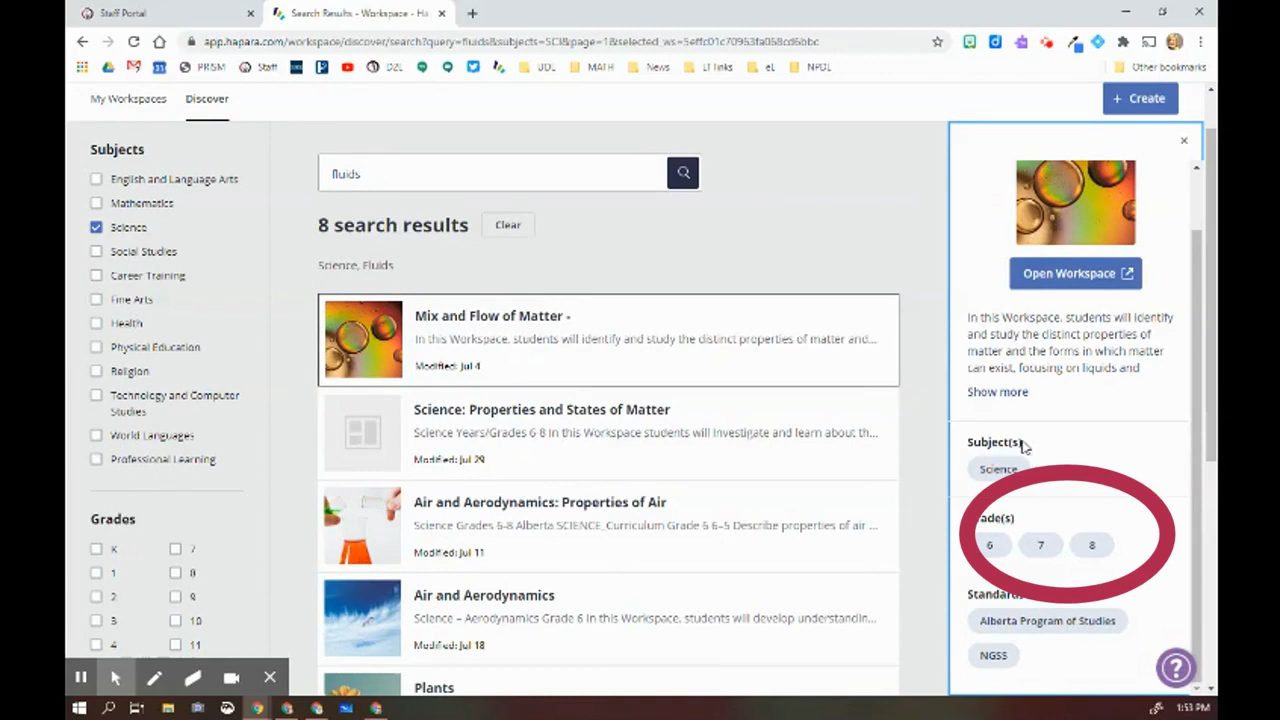 Staff Portal
Search Results - Workspace - Ha
app.hapara.com/workspace/discover/search?query=fluids&subjects=SCI&page=1&selected_ws=5effc01c70963fa068cd6bbc
PRISM
Staff
D2L
UDL
MATH
News
LT links
eL
NPDL
Other bookmarks
My Workspaces
Discover
+ Create
Subjects
English and Language Arts
Mathematics
Science
Social Studies
Career Training
Fine Arts
Health
Physical Education
Religion
Technology and Computer
Studies
World Languages
Professional Learning
Grades
K 7
1 8
2 9
3 10
4 11
fluids
8 search results
Clear
Science, Fluids
Mix and Flow of Matter -
In this Workspace, students will identify and study the distinct properties of matter and...
Modified: Jul 4
Science: Properties and States of Matter
Science Years/Grades 6-8 In this Workspace students will investigate and learn about th...
Modified: Jul 29
Air and Aerodynamics: Properties of Air
Science Grades 6-8 Alberta SCIENCE_Curriculum Grade 6 6–5 Describe properties of air ...
Modified: Jul 11
Air and Aerodynamics
Science – Aerodynamics Grade 6 In this Workspace, students will develop understandin...
Modified: Jul 18
Plants
Open Workspace
In this Workspace, students will identify
and study the distinct properties of
matter and the forms in which matter
can exist, focusing on liquids and
Show more
Subject(s)
Science
ade(s)
6 7 8
Standard
Alberta Program of Studies
NGSS
?
1:53 PM